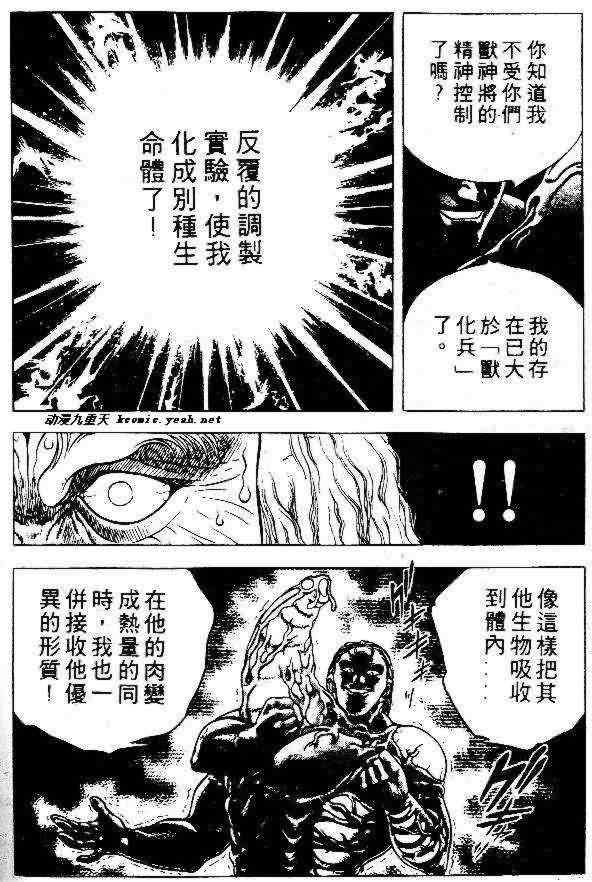 你知道我
不受你們
獸神將的
精神控制
了嗎？
我的存
在已大
於「獸
化兵」
了。
反覆的調製
實驗，使我
化成別種生
命體了！
动漫九重天 kcomic.yeah.net
!!
像這樣把其
他生物吸收
到體內……
在他的肉變
成熱量的同
時，我也一
併接收他優
異的形質！